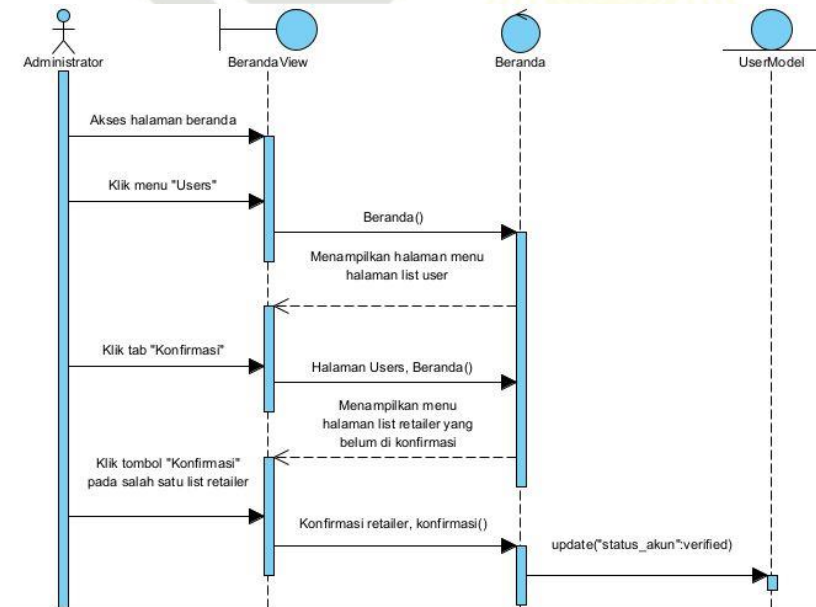 Administrator
BerandaView
Beranda
UserModel
Akses halaman beranda
Klik menu "Users"
Beranda()
Menampilkan halaman menu
halaman list user
Klik tab "Konfirmasi"
Halaman Users, Beranda()
Menampilkan menu
halaman list retailer yang
belum di konfirmasi
Klik tombol "Konfirmasi"
pada salah satu list retailer
Konfirmasi retailer, konfirmasi()
update("status_akun":verified)